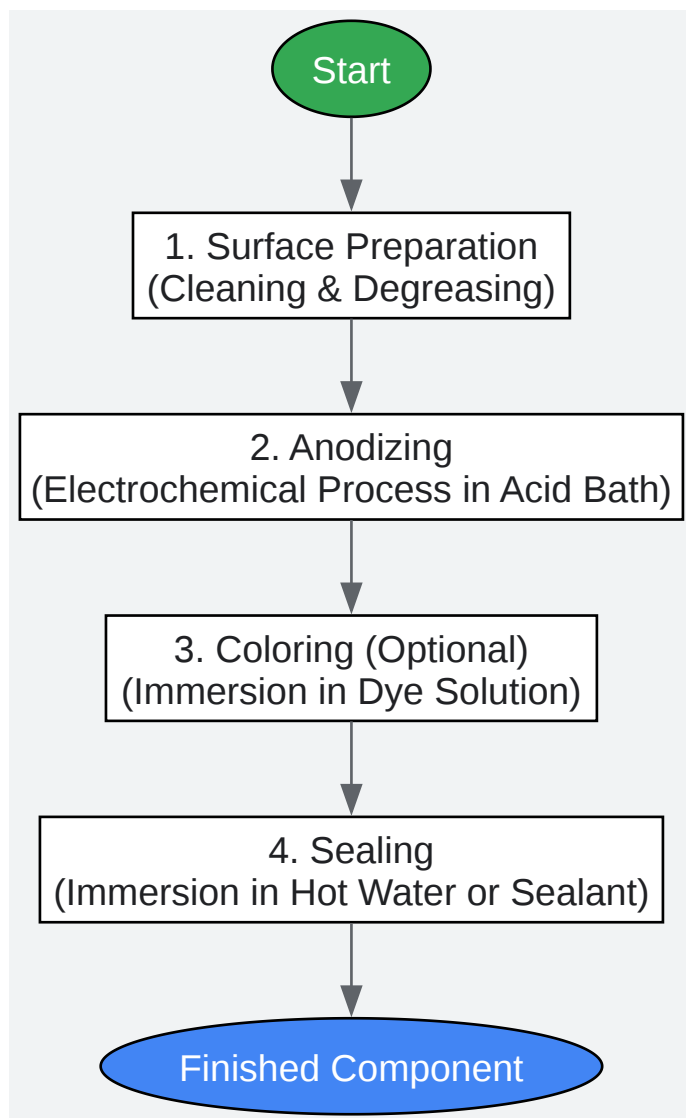 Start
1. Surface Preparation
(Cleaning & Degreasing)
2. Anodizing
(Electrochemical Process in Acid Bath)
3. Coloring (Optional)
(Immersion in Dye Solution)
4. Sealing
(Immersion in Hot Water or Sealant)
Finished Component